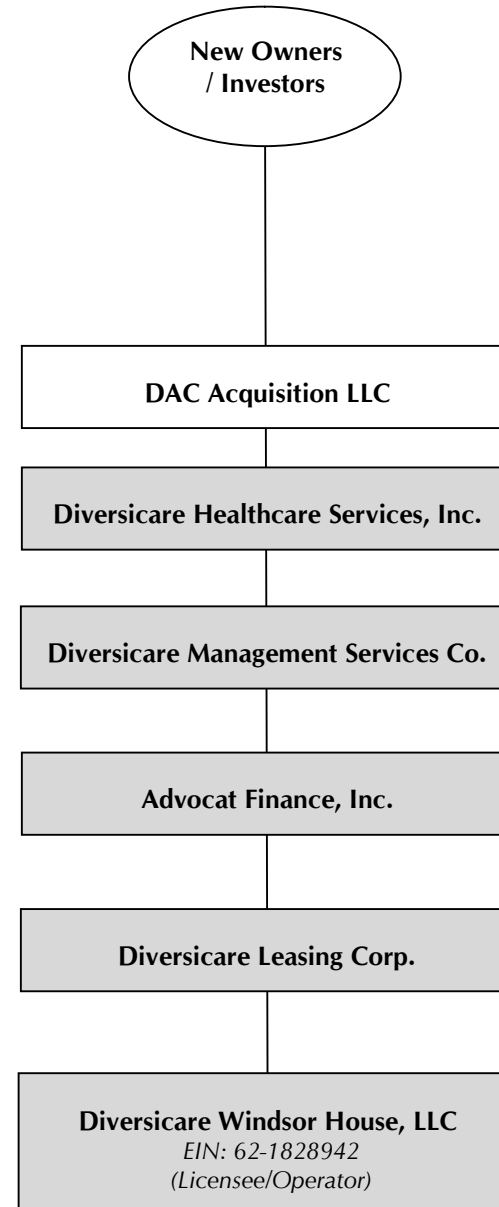 New Owners
/ Investors
DAC Acquisition LLC
Diversicare Healthcare Services, Inc.
Diversicare Management Services Co.
Advocat Finance, Inc.
Diversicare Leasing Corp.
Diversicare Windsor House, LLC
EIN: 62-1828942
(Licensee/Operator)